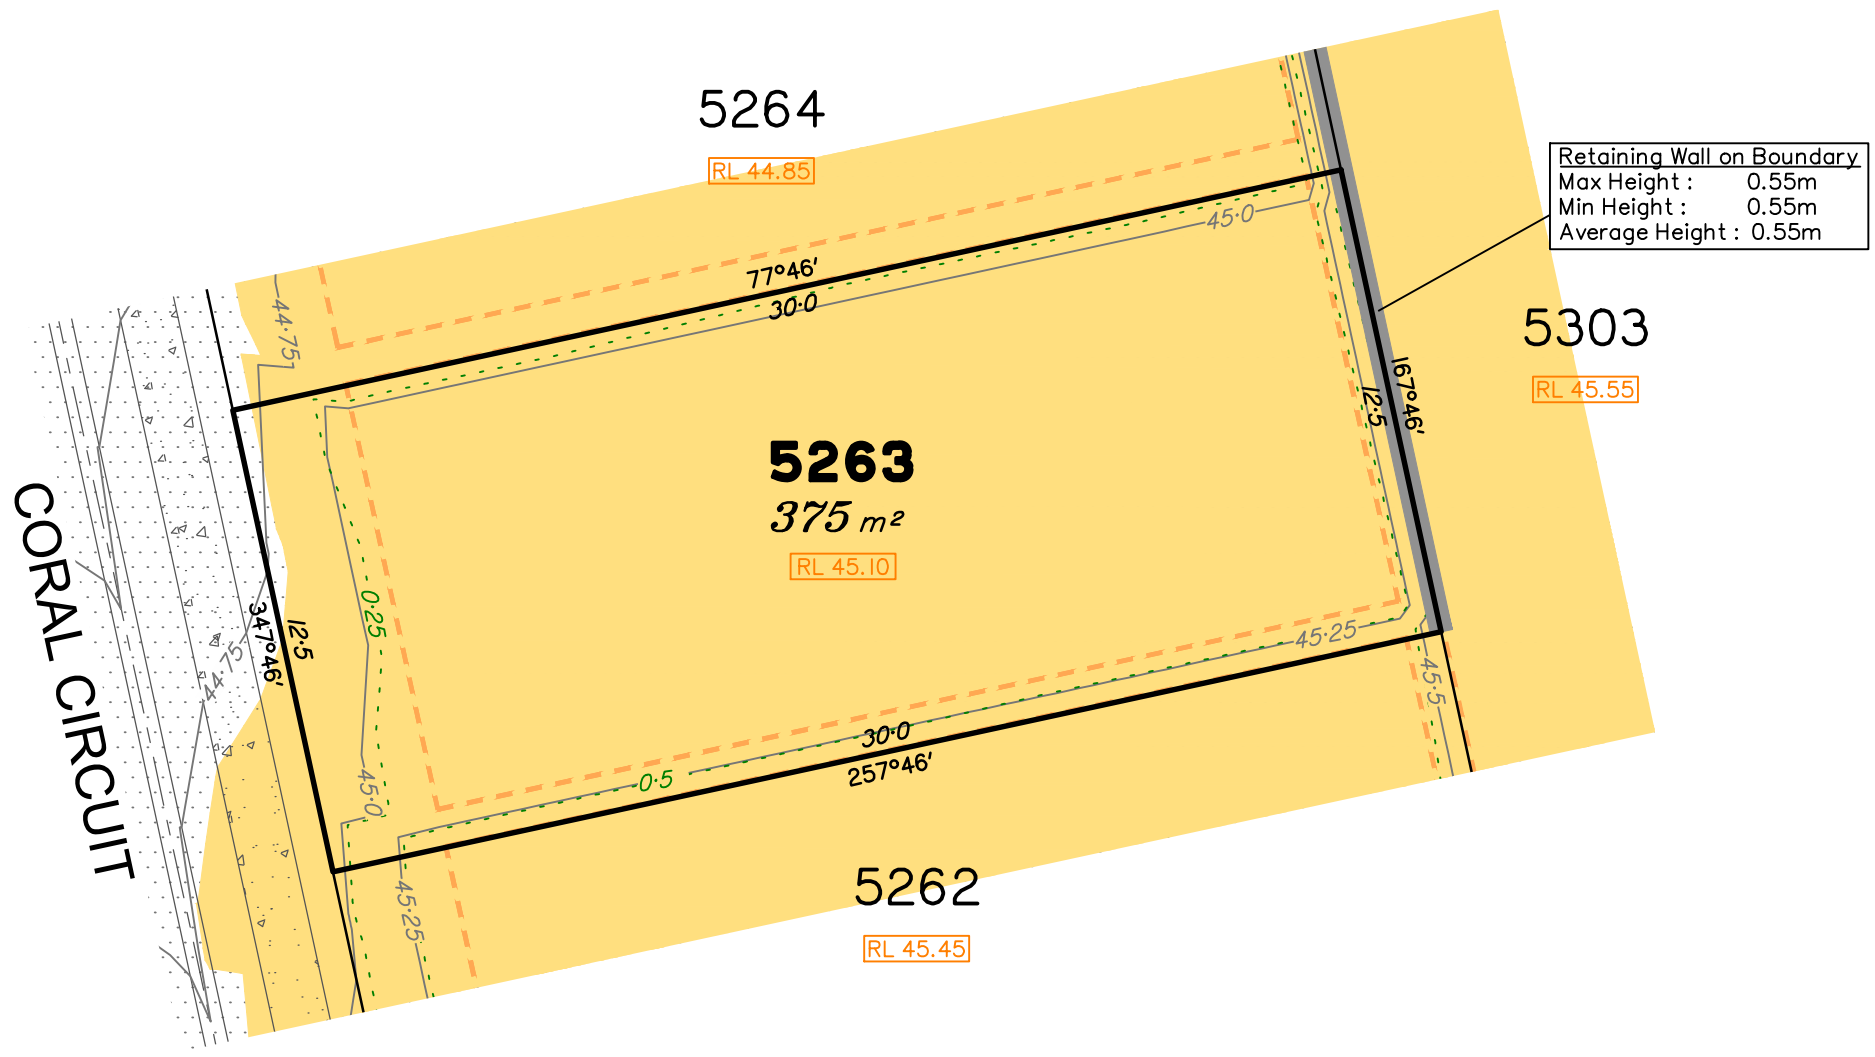 5264
RL 44.85
Retaining Wall on Boundary
Max Height : 0.55m
Min Height : 0.55m
Average Height : 0.55m
45·0
77°46'
30·0
44·75
5303
RL 45.55
167°46'
12·5
5263
375 m²
RL 45.10
CORAL CIRCUIT
0·25
347°46'
12·5
44·75
45·25
45·5
30·0
257°46'
0·5
45·0
5262
RL 45.45
45·25